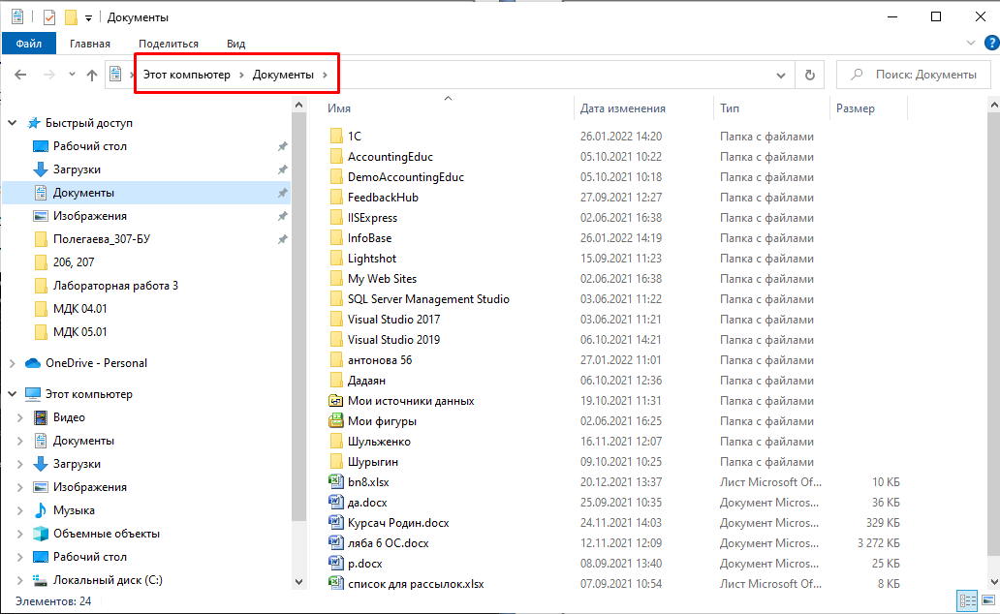 Документы
Файл Главная Поделиться Вид ?
Этот компьютер › Документы › Поиск: Документы
Имя Дата изменения Тип Размер
Быстрый доступ
Рабочий стол
Загрузки
Документы
Изображения
Полегаева_307-БУ
206, 207
Лабораторная работа 3
МДК 04.01
МДК 05.01
OneDrive - Personal
Этот компьютер
Видео
Документы
Загрузки
Изображения
Музыка
Объемные объекты
Рабочий стол
Локальный диск (C:)
1C 26.01.2022 14:20 Папка с файлами
AccountingEduc 05.10.2021 10:22 Папка с файлами
DemoAccountingEduc 05.10.2021 10:18 Папка с файлами
FeedbackHub 27.09.2021 12:27 Папка с файлами
IISExpress 02.06.2021 16:38 Папка с файлами
InfoBase 26.01.2022 14:19 Папка с файлами
Lightshot 15.09.2021 11:23 Папка с файлами
My Web Sites 02.06.2021 16:38 Папка с файлами
SQL Server Management Studio 03.06.2021 11:22 Папка с файлами
Visual Studio 2017 03.06.2021 11:21 Папка с файлами
Visual Studio 2019 06.10.2021 14:21 Папка с файлами
антонова 56 27.01.2022 11:01 Папка с файлами
Дадаян 06.10.2021 12:36 Папка с файлами
Мои источники данных 19.10.2021 11:31 Папка с файлами
Мои фигуры 02.06.2021 16:25 Папка с файлами
Шульженко 16.11.2021 12:07 Папка с файлами
Шурыгин 09.10.2021 10:25 Папка с файлами
bn8.xlsx 20.12.2021 13:37 Лист Microsoft Of... 10 КБ
да.docx 25.09.2021 10:35 Документ Micros... 36 КБ
Курсач Родин.docx 24.11.2021 14:03 Документ Micros... 329 КБ
ляба 6 ОС.docx 12.11.2021 12:09 Документ Micros... 3 272 КБ
р.docx 08.09.2021 13:40 Документ Micros... 25 КБ
список для рассылок.xlsx 07.09.2021 10:54 Лист Microsoft Of... 8 КБ
Элементов: 24